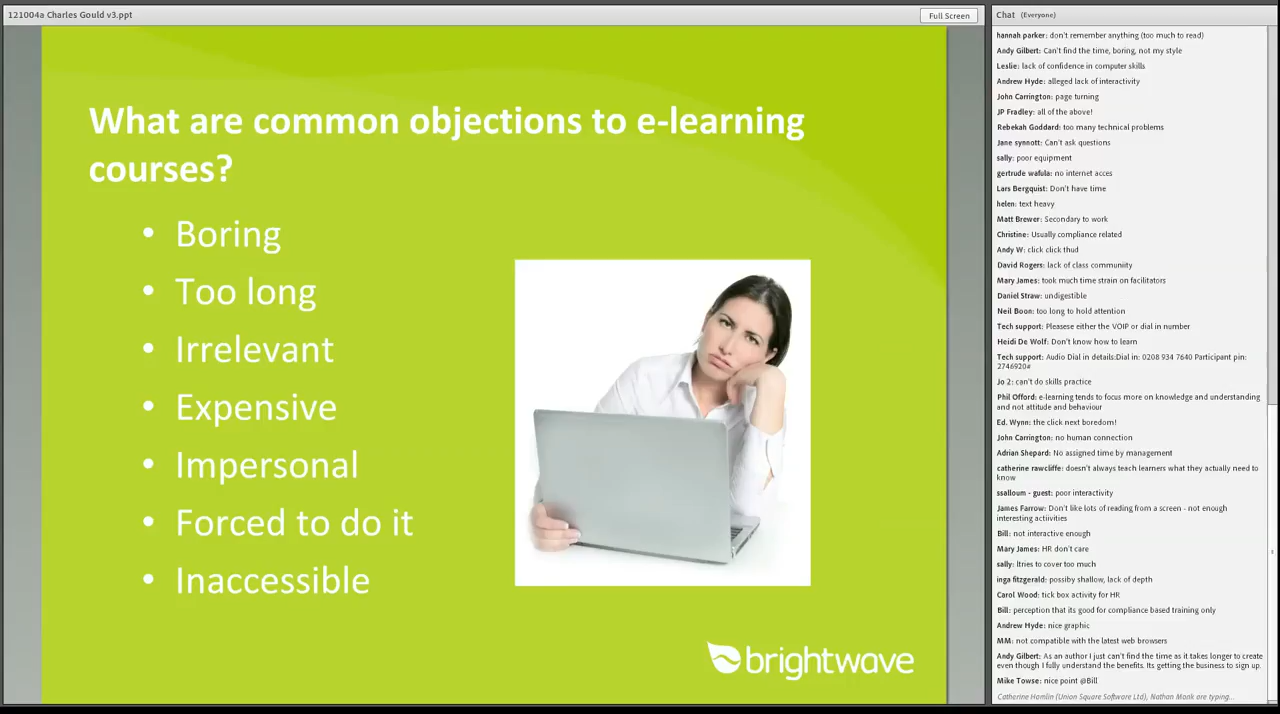 121004a Charles Gould v3.ppt
Full Screen
What are common objections to e-learning
courses?
• Boring
• Too long
• Irrelevant
• Expensive
• Impersonal
• Forced to do it
• Inaccessible
brightwave
Chat (Everyone)
hannah parker: don't remember anything (too much to read)
Andy Gilbert: Can't find the time, boring, not my style
Leslie: lack of confidence in computer skills
Andrew Hyde: alleged lack of interactivity
John Carrington: page turning
JP Fradley: all of the above!
Rebekah Goddard: too many technical problems
Jane synnott: Can't ask questions
sally: poor equipment
gertrude wafula: no internet acces
Lars Bergquist: Don't have time
helen: text heavy
Matt Brewer: Secondary to work
Christine: Usually compliance related
Andy W: click click thud
David Rogers: lack of class communiity
Mary James: took much time strain on facilitators
Daniel Straw: undigestible
Neil Boon: too long to hold attention
Tech support: Pleasese either the VOIP or dial in number
Heidi De Wolf: Don't know how to learn
Tech support: Audio Dial in details:Dial in: 0208 934 7640 Participant pin:
2746920#
Jo 2: can't do skills practice
Phil Offord: e-learning tends to focus more on knowledge and understanding
and not attitude and behaviour
Ed. Wynn: the click next boredom!
John Carrington: no human connection
Adrian Shepard: No assigned time by management
catherine rawcliffe: doesn't always teach learners what they actually need to
know
ssalloum - guest: poor interactivity
James Farrow: Don't like lots of reading from a screen - not enough
interesting activiities
Bill: not interactive enough
Mary James: HR don't care
sally: Itries to cover too much
inga fitzgerald: possiby shallow, lack of depth
Carol Wood: tick box activity for HR
Bill: perception that its good for compliance based training only
Andrew Hyde: nice graphic
MM: not compatible with the latest web browsers
Andy Gilbert: As an author I just can't find the time as it takes longer to create
even though I fully understand the benefits. Its getting the business to sign up.
Mike Towse: nice point @Bill
Catherine Hamlin (Union Square Software Ltd), Nathan Monk are typing...